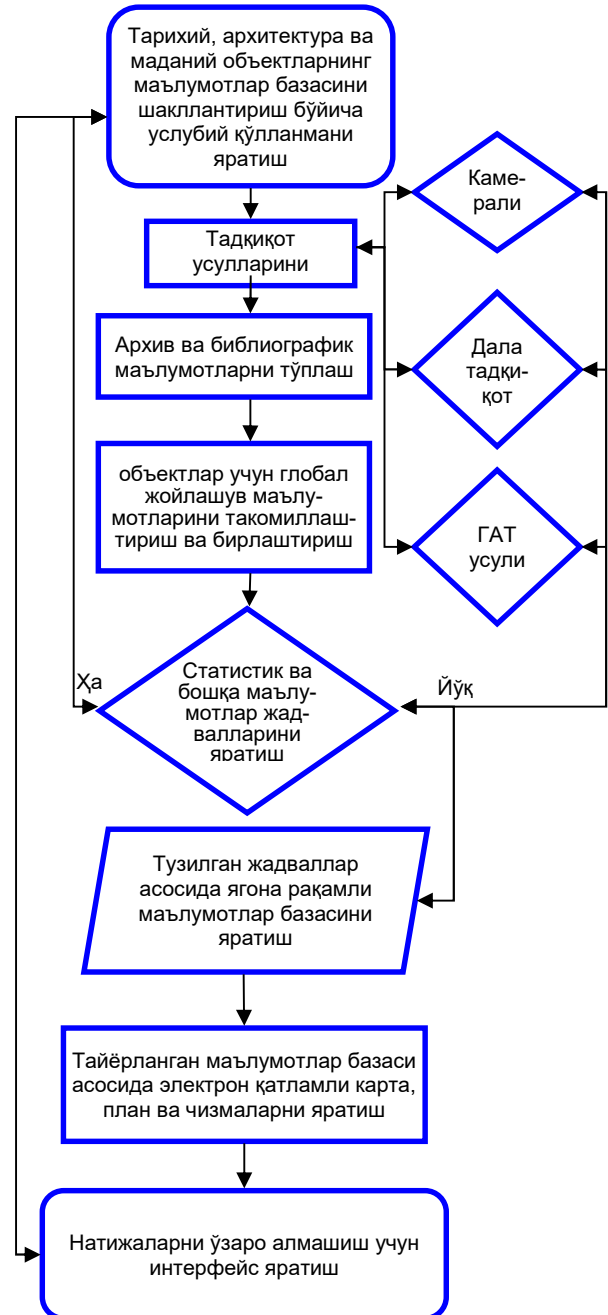 Тарихий, архитектура ва
маданий объектларнинг
маълумотлар базасини
шакллантириш бўйича
услубий қўлланмани
яратиш
Каме-
рали
Тадқиқот
усулларини
Архив ва библиографик
маълумотларни тўплаш
Дала
тадқи-
қот
объектлар учун глобал
жойлашув маълу-
мотларини такомиллаш-
тириш ва бирлаштириш
ГАТ
усули
Ҳа
Статистик ва
бошқа маълу-
мотлар жад-
валларини
яратиш
Йўқ
Тузилган жадваллар
асосида ягона рақамли
маълумотлар базасини
яратиш
Тайёрланган маълумотлар базаси
асосида электрон қатламли карта,
план ва чизмаларни яратиш
Натижаларни ўзаро алмашиш учун
интерфейс яратиш